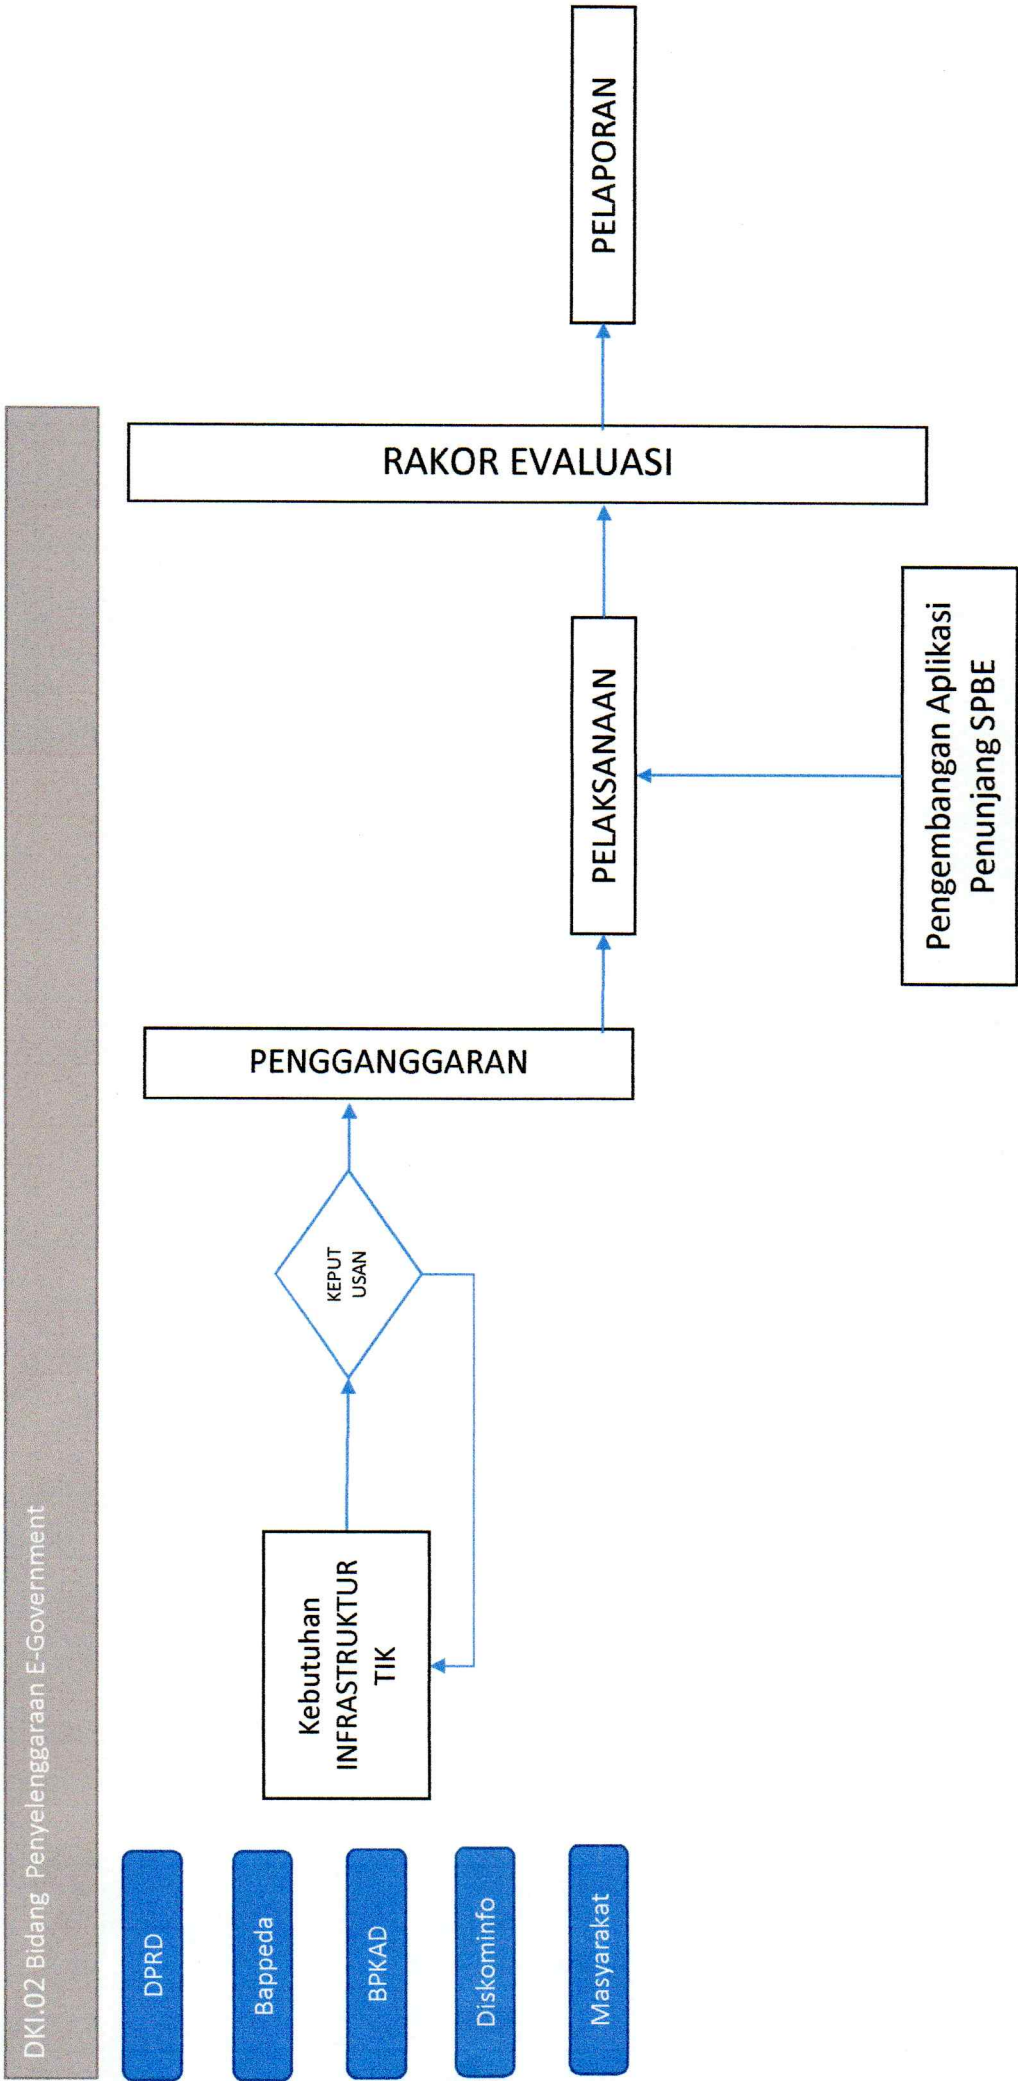 DKI.02 Bidang Penyelenggaraan E-Government
DPRD
Bappeda
BPKAD
Diskominfo
Masyarakat
Kebutuhan
INFRASTRUKTUR
TIK
KEPUT
USAN
PENGGANGGARAN
PELAKSANAAN
Pengembangan Aplikasi
Penunjang SPBE
RAKOR EVALUASI
PELAPORAN